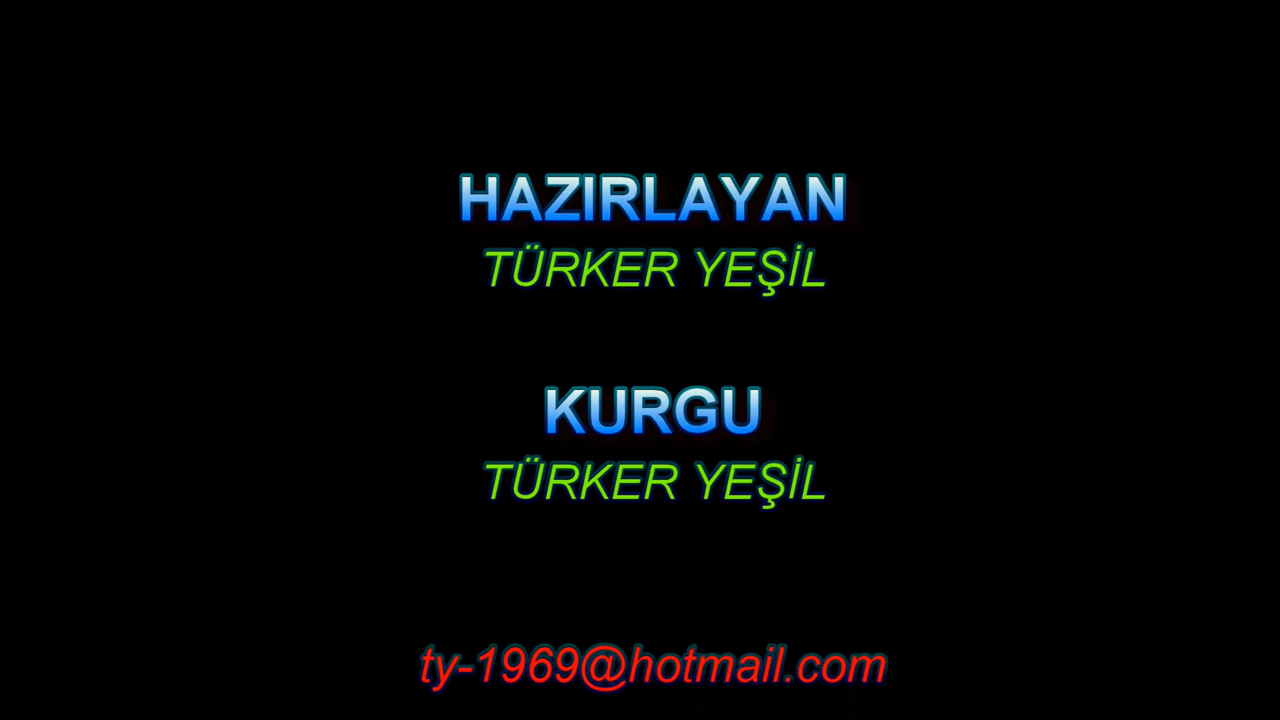 HAZIRLAYAN
TÜRKER YEŞİL
KURGU
TÜRKER YEŞİL
ty-1969@hotmail.com